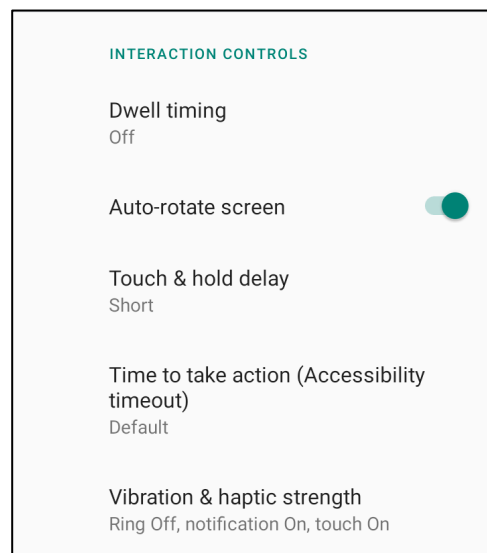 INTERACTION CONTROLS
Dwell timing
Off
Auto-rotate screen
Touch & hold delay
Short
Time to take action (Accessibility
timeout)
Default
Vibration & haptic strength
Ring Off, notification On, touch On